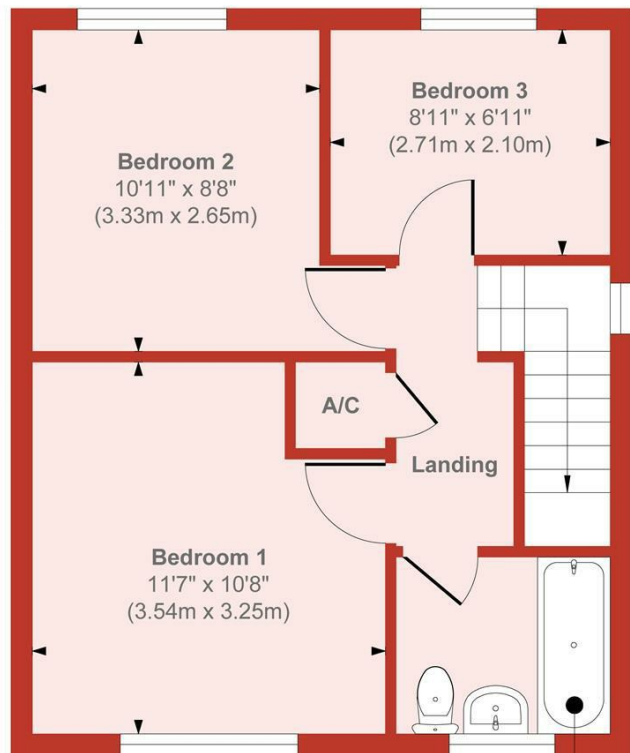 Bedroom 3
8'11" x 6'11"
(2.71m x 2.10m)
Bedroom 2
10'11" x 8'8"
(3.33m x 2.65m)
A/C
Landing
Bedroom 1
11'7" x 10'8"
(3.54m x 3.25m)